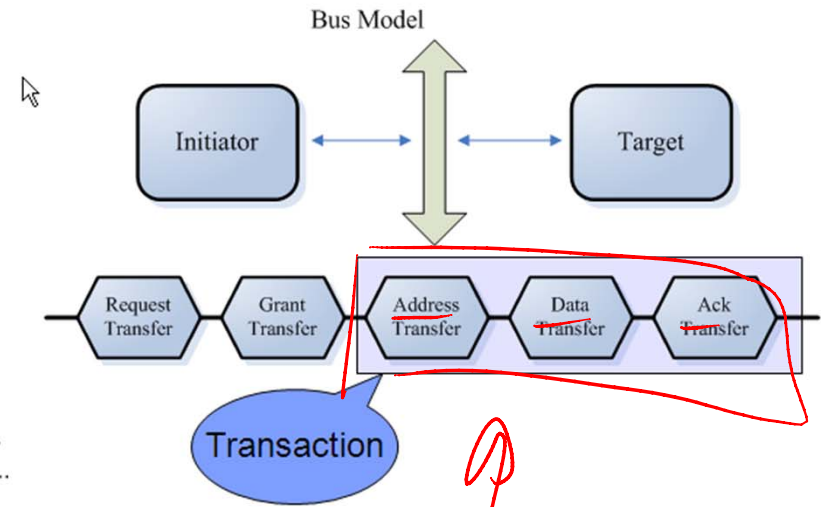 Bus Model
Initiator
Target
Request
Transfer
Grant
Transfer
Address
Transfer
Data
Transfer
Ack
Transfer
Transaction
..